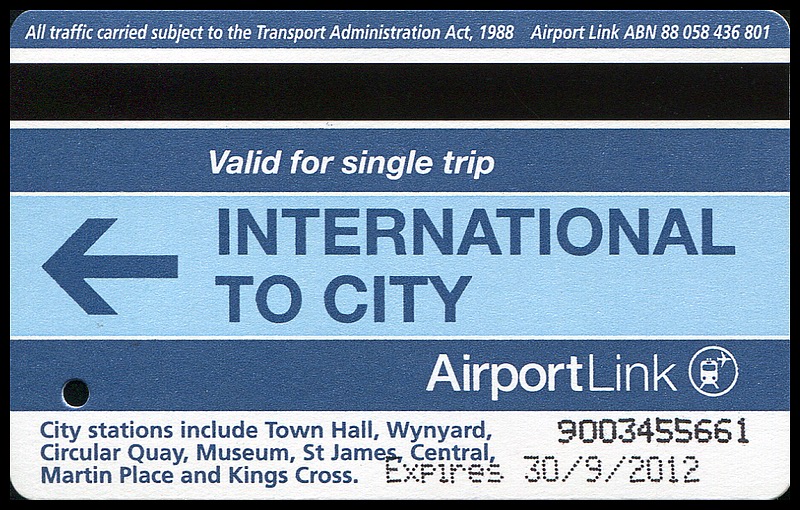 All traffic carried subject to the Transport Administration Act, 1988 Airport Link ABN 88 058 436 801
Valid for single trip
INTERNATIONAL
TO CITY
AirportLink
City stations include Town Hall, Wynyard,
Circular Quay, Museum, St James, Central,
Martin Place and Kings Cross.
9003455661
Expires 30/9/2012